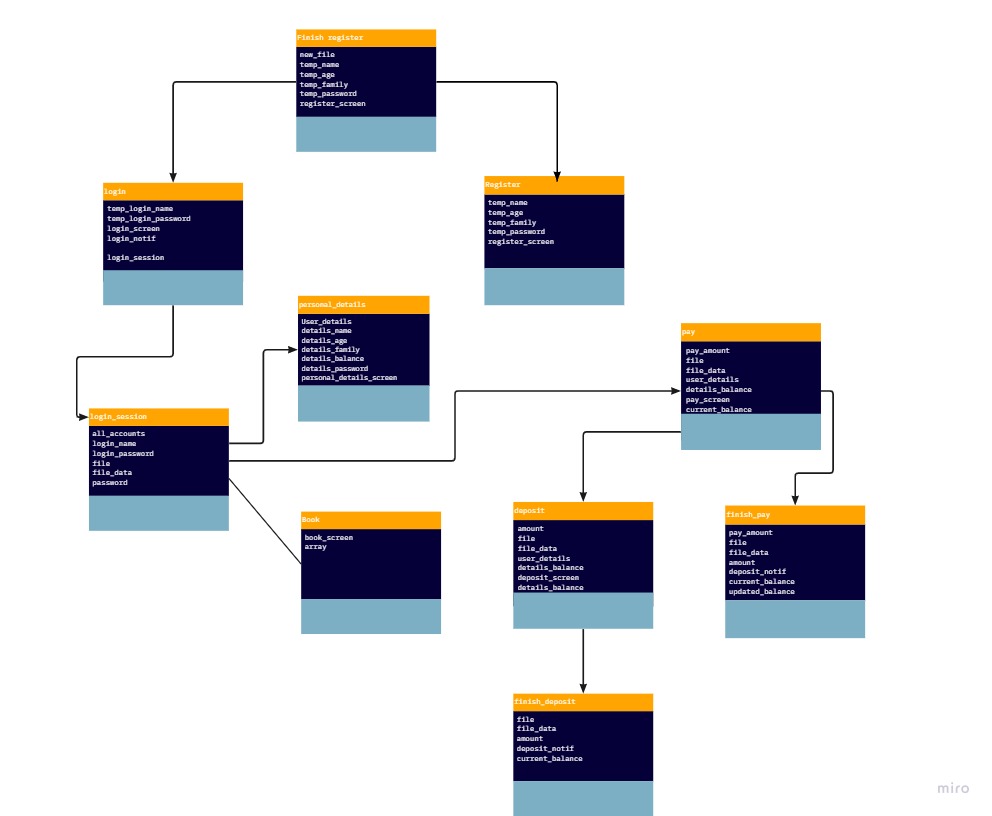 Finish register
new_file
temp_name
temp_age
temp_family
temp_password
register_screen
login
temp_login_name
temp_login_password
login_screen
login_notif
login_session
Register
temp_name
temp_age
temp_family
temp_password
register_screen
personal_details
User_details
details_name
details_age
details_family
details_balance
details_password
personal_details_screen
pay
pay_amount
file
file_data
user_details
details_balance
pay_screen
current_balance
login_session
all_accounts
login_name
login_password
file
file_data
password
Book
book_screen
array
deposit
amount
file
file_data
user_details
details_balance
deposit_screen
details_balance
finish_pay
pay_amount
file
file_data
amount
deposit_notif
current_balance
updated_balance
finish_deposit
file
file_data
amount
deposit_notif
current_balance
miro